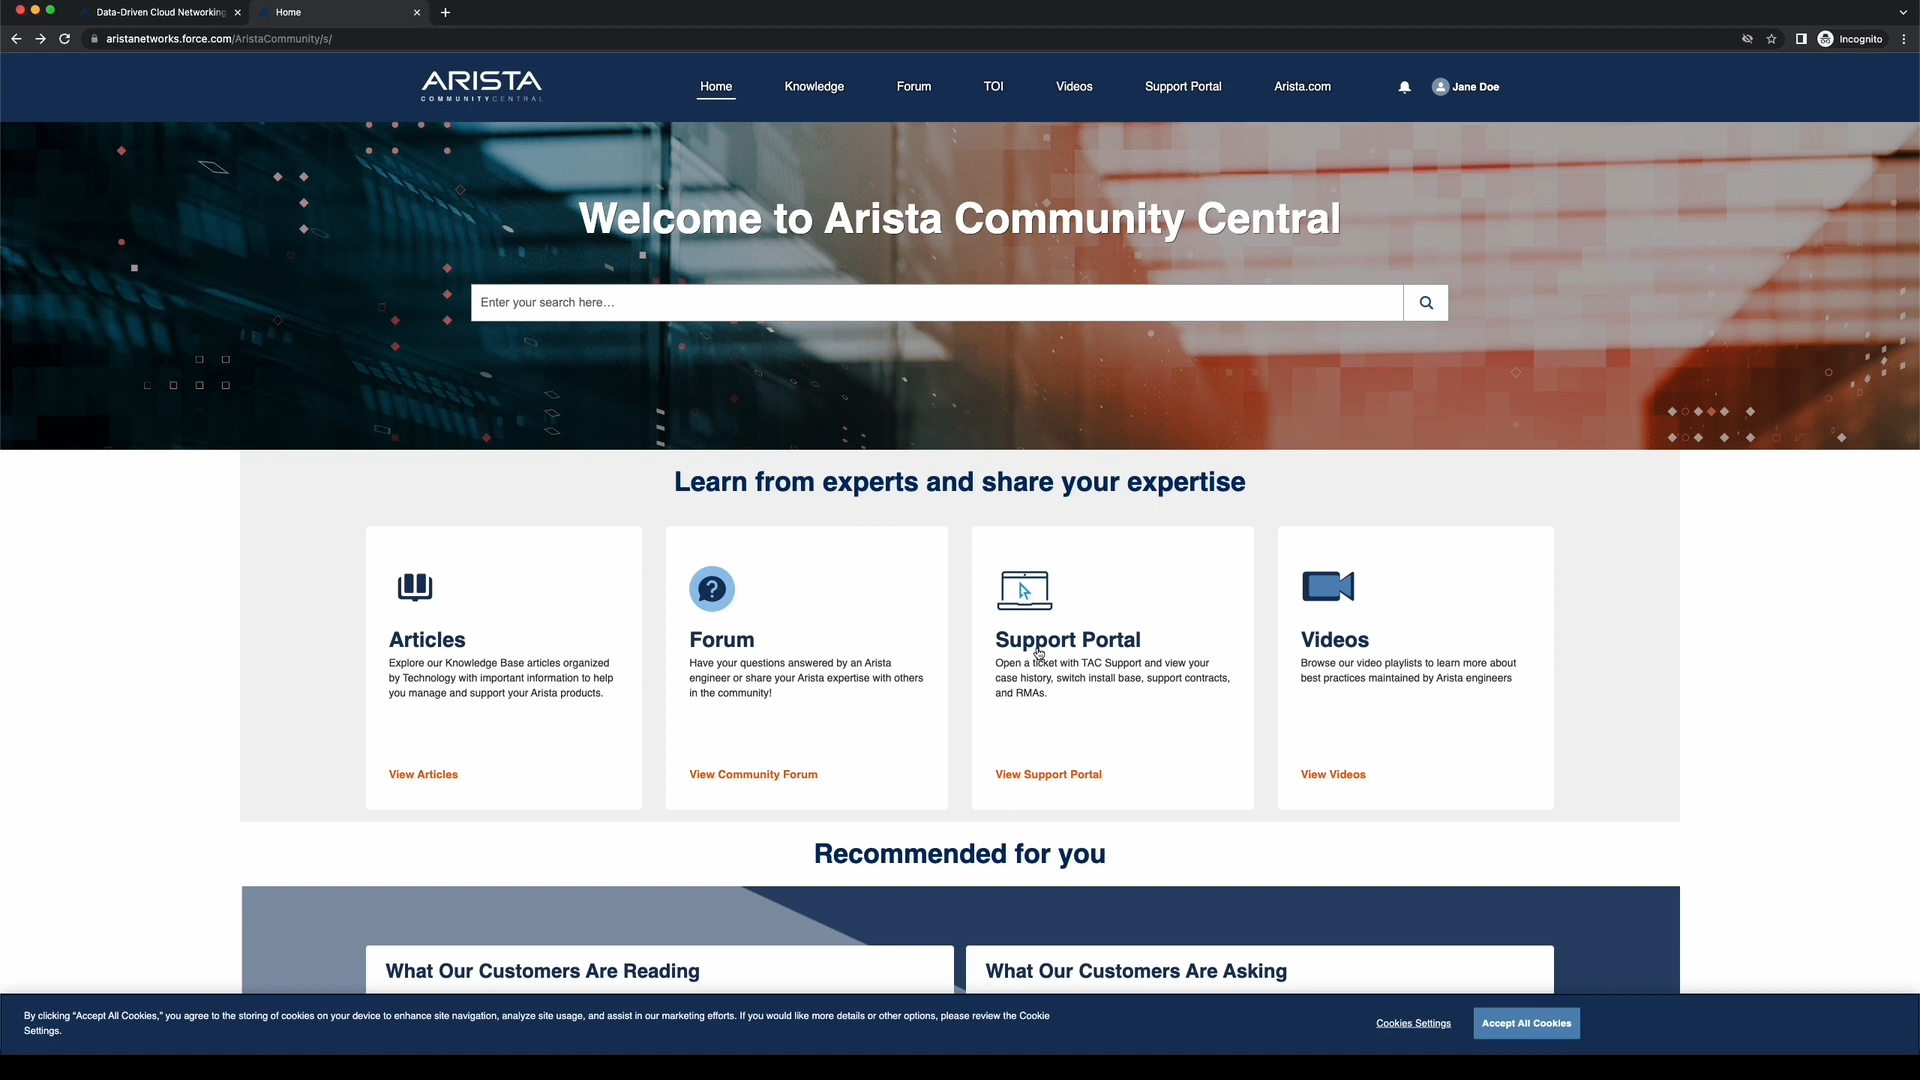 Data-Driven Cloud Networking
Home
aristanetworks.force.com/AristaCommunity/s/
Incognito
ARISTA
COMMUNITYCENTRAL
Home
Knowledge
Forum
TOI
Videos
Support Portal
Arista.com
Jane Doe
Welcome to Arista Community Central
Enter your search here...
Learn from experts and share your expertise
Articles
Explore our Knowledge Base articles organized
by Technology with important information to help
you manage and support your Arista products.
View Articles
Forum
Have your questions answered by an Arista
engineer or share your Arista expertise with others
in the community!
View Community Forum
Support Portal
Open a ticket with TAC Support and view your
case history, switch install base, support contracts,
and RMAs.
View Support Portal
Videos
Browse our video playlists to learn more about
best practices maintained by Arista engineers
View Videos
Recommended for you
What Our Customers Are Reading
What Our Customers Are Asking
By clicking "Accept All Cookies," you agree to the storing of cookies on your device to enhance site navigation, analyze site usage, and assist in our marketing efforts. If you would like more details or other options, please review the Cookie
Settings.
Cookies Settings
Accept All Cookies